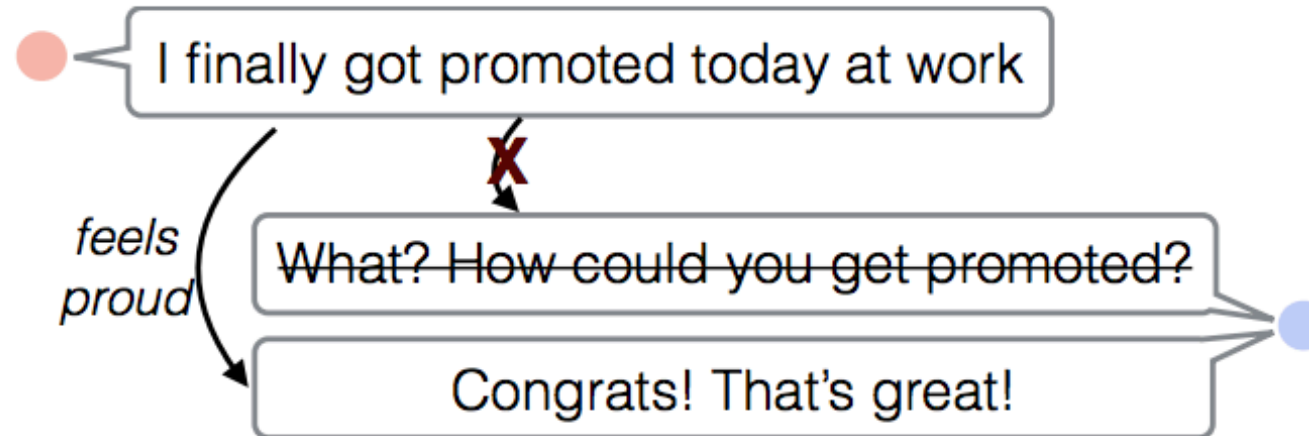 I finally got promoted today at work
X
feels
proud
What? How could you get promoted?
Congrats! That’s great!